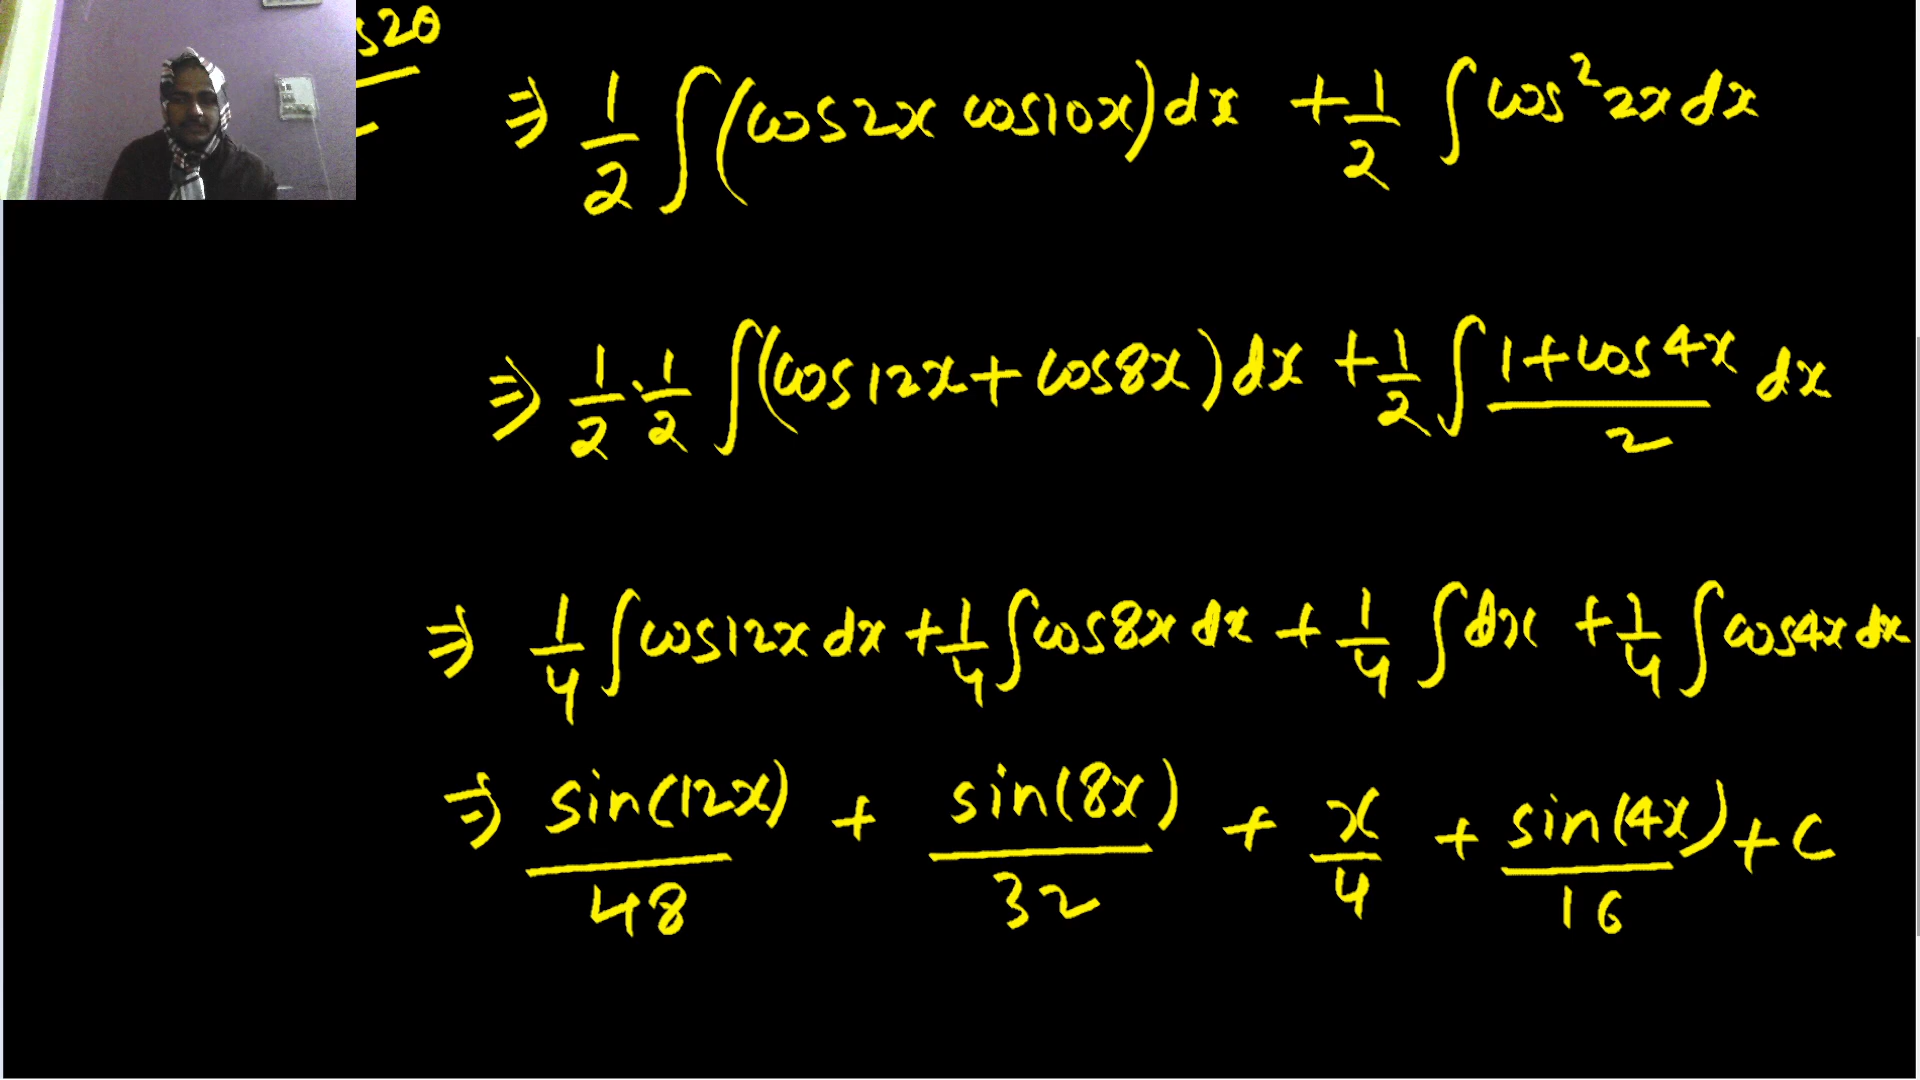 s2θ
⇒ 1/2 ∫(cos2x cos10x)dx + 1/2 ∫cos²2x dx
⇒ 1/2 · 1/2 ∫(cos12x + cos8x)dx + 1/2 ∫ (1+cos4x)/2 dx
⇒ 1/4 ∫cos12x dx + 1/4 ∫cos8x dx + 1/4 ∫dx + 1/4 ∫cos4x dx
⇒ sin(12x)/48 + sin(8x)/32 + x/4 + sin(4x)/16 + c